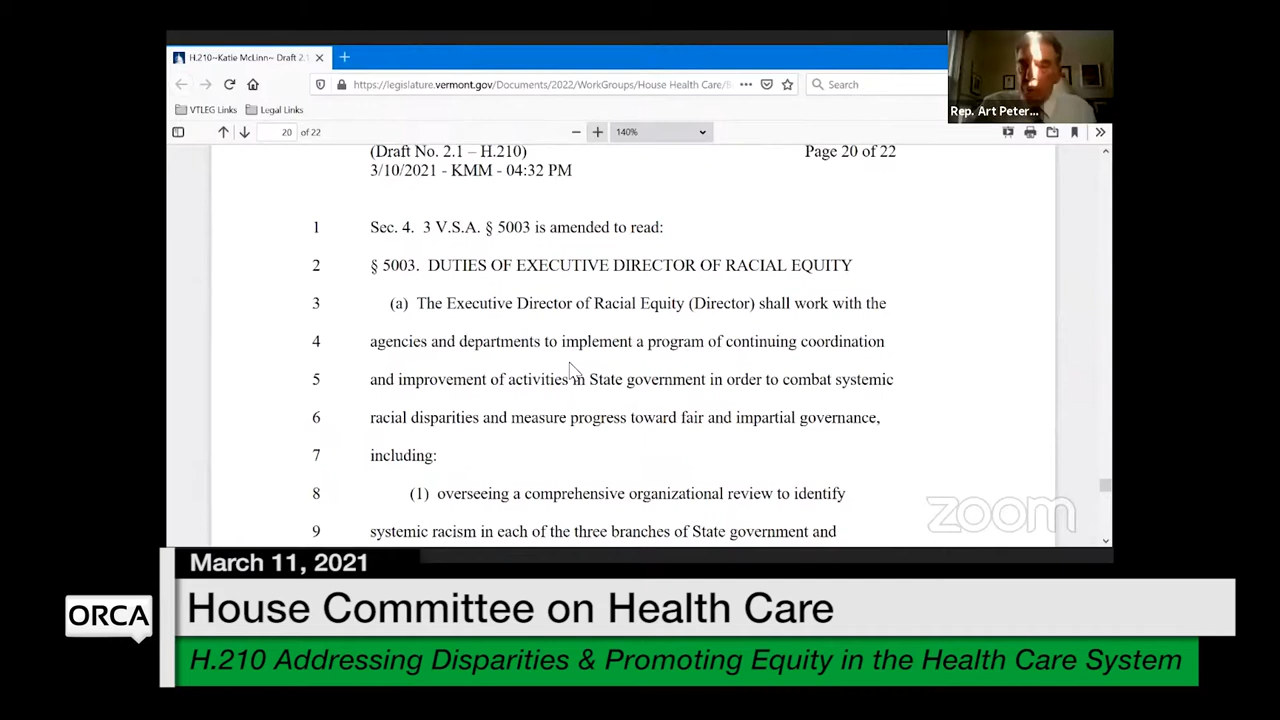 H.210~Katie McLinn~ Draft 2.1
https://legislature.vermont.gov/Documents/2022/WorkGroups/House Health Care/
Search
VTLEG Links
Legal Links
Rep. Art Peter...
20 of 22
140%
(Draft No. 2.1 – H.210) Page 20 of 22
3/10/2021 - KMM - 04:32 PM
1 Sec. 4. 3 V.S.A. § 5003 is amended to read:
2 § 5003. DUTIES OF EXECUTIVE DIRECTOR OF RACIAL EQUITY
3 (a) The Executive Director of Racial Equity (Director) shall work with the
4 agencies and departments to implement a program of continuing coordination
5 and improvement of activities in State government in order to combat systemic
6 racial disparities and measure progress toward fair and impartial governance,
7 including:
8 (1) overseeing a comprehensive organizational review to identify
9 systemic racism in each of the three branches of State government and
zoom
March 11, 2021
ORCA
House Committee on Health Care
H.210 Addressing Disparities & Promoting Equity in the Health Care System